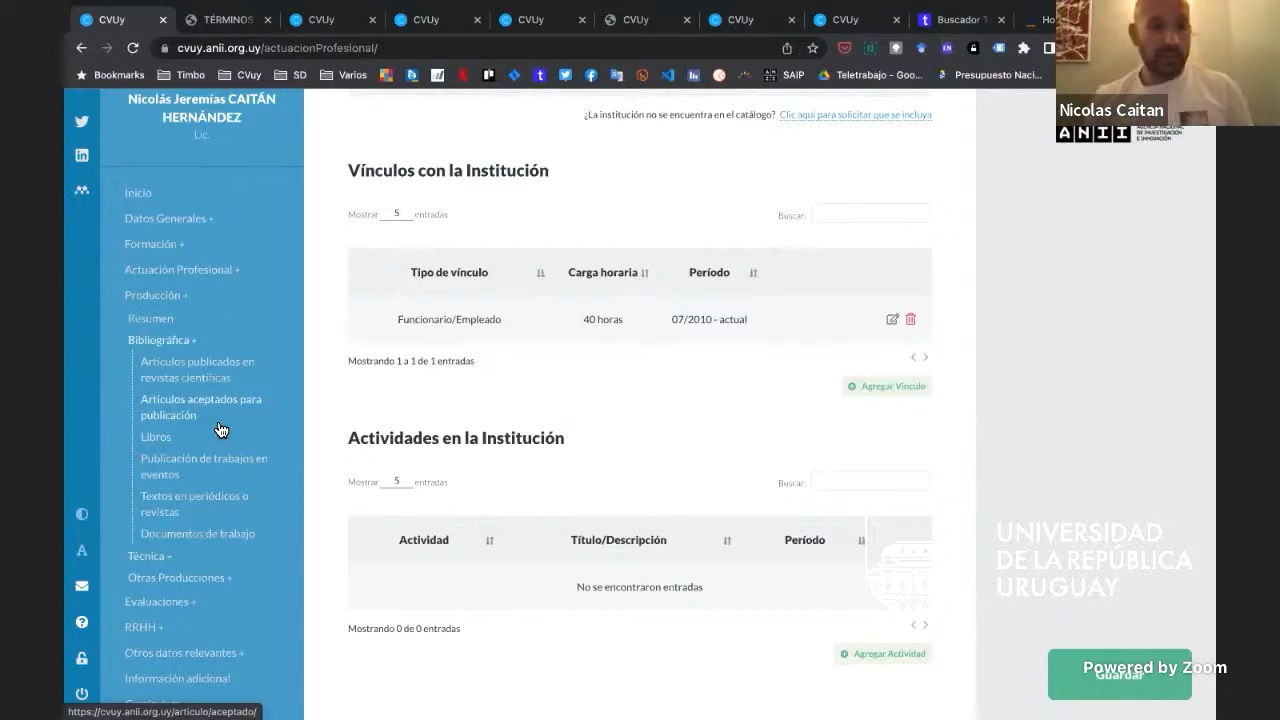 CVUy
TÉRMINOS
CVUy
CVUy
CVUy
CVUy
CVUy
CVUy
Buscador T
Ho
cvuy.anii.org.uy/actuacionProfesional/
Bookmarks
Timbo
CVuy
SD
Varios
SAIP
Teletrabajo - Goo...
Presupuesto Naci...
Nicolas Caitan
ANII
AGENCIA NACIONAL
DE INVESTIGACIÓN
E INNOVACIÓN
Nicolás Jeremías CAITÁN
HERNÁNDEZ
Lic.
Inicio
Datos Generales +
Formación +
Actuación Profesional +
Producción +
Resumen
Bibliográfica +
Artículos publicados en
revistas científicas
Artículos aceptados para
publicación
Libros
Publicación de trabajos en
eventos
Textos en periódicos o
revistas
Documentos de trabajo
Técnica +
Otras Producciones +
Evaluaciones +
RRHH +
Otros datos relevantes +
Información adicional
https://cvuy.anii.org.uy/articulo/aceptado/
¿La institución no se encuentra en el catálogo? Clic aquí para solicitar que se incluya
Vínculos con la Institución
Mostrar 5 entradas
Buscar:
Tipo de vínculo
Carga horaria
Período
Funcionario/Empleado
40 horas
07/2010 - actual
Mostrando 1 a 1 de 1 entradas
Agregar Vínculo
Actividades en la Institución
Mostrar 5 entradas
Buscar:
Actividad
Título/Descripción
Período
No se encontraron entradas
Mostrando 0 de 0 entradas
Agregar Actividad
UNIVERSIDAD
DE LA REPÚBLICA
URUGUAY
Guardar
Powered by Zoom